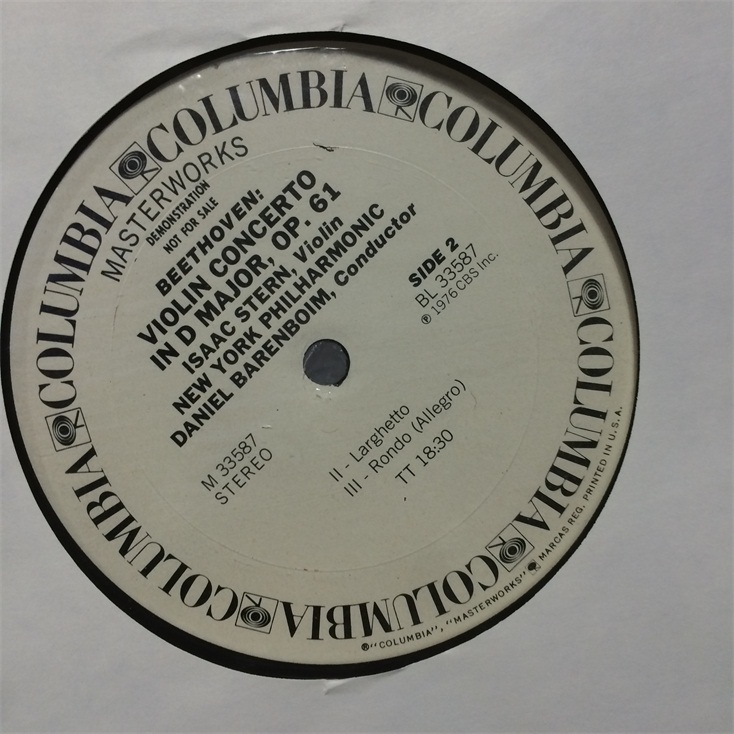 COLUMBIA COLUMBIA COLUMBIA COLUMBIA COLUMBIA COLUMBIA COLUMBIA COLUMBIA
MASTERWORKS
DEMONSTRATION
NOT FOR SALE
BEETHOVEN:
VIOLIN CONCERTO
IN D MAJOR, OP. 61
ISAAC STERN, Violin
NEW YORK PHILHARMONIC
DANIEL BARENBOIM, Conductor
SIDE 2
BL 33587
℗ 1976 CBS Inc.
M 33587
STEREO
II - Larghetto
III - Rondo (Allegro)
TT 18:30
®"COLUMBIA", "MASTERWORKS", MARCAS REG. PRINTED IN U.S.A.